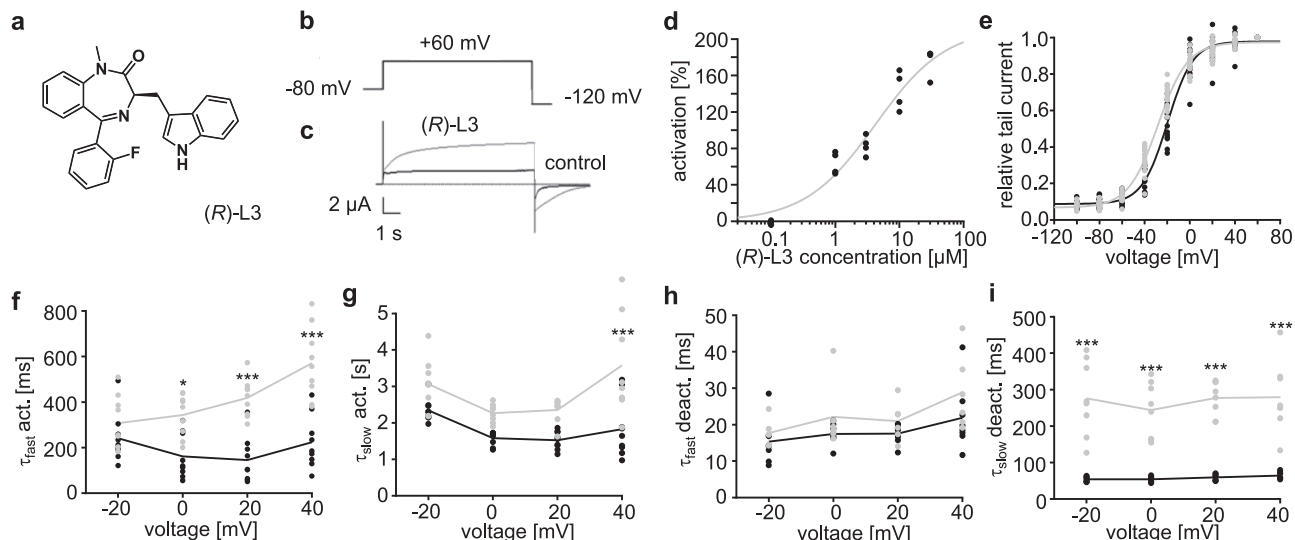 a
N
O
N
F
N
H
(R)-L3
b
+60 mV
-80 mV
-120 mV
c
(R)-L3
control
2 µA
1 s
d
activation [%]
200
160
120
80
40
0
0.1 1 10 100
(R)-L3 concentration [µM]
e
relative tail current
1.0
0.8
0.6
0.4
0.2
0.0
-120 -80 -40 0 40 80
voltage [mV]
f
τfast act. [ms]
800
600
400
200
0
* *** ***
-20 0 20 40
voltage [mV]
g
τslow act. [s]
5
4
3
2
1
0
***
-20 0 20 40
voltage [mV]
h
τfast deact. [ms]
50
40
30
20
10
0
-20 0 20 40
voltage [mV]
i
τslow deact. [ms]
500
400
300
200
100
0
*** *** *** ***
-20 0 20 40
voltage [mV]